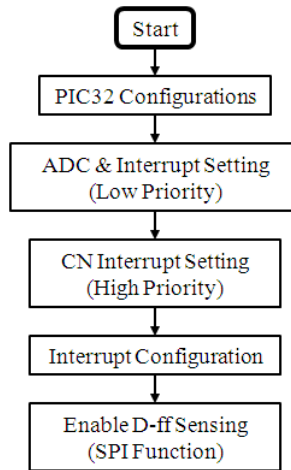 Start
PIC32 Configurations
ADC & Interrupt Setting
(Low Priority)
CN Interrupt Setting
(High Priority)
Interrupt Configuration
Enable D-ff Sensing
(SPI Function)